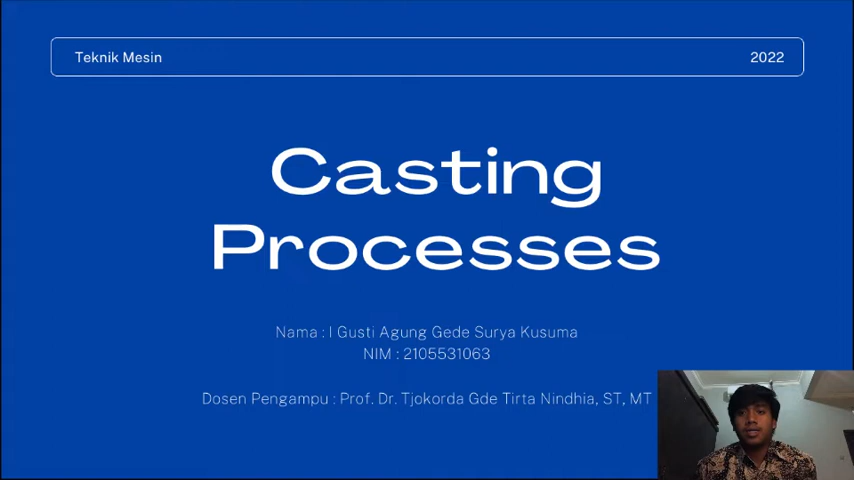 Teknik Mesin
2022
Casting
Processes
Nama : I Gusti Agung Gede Surya Kusuma
NIM : 2105531063
Dosen Pengampu : Prof. Dr. Tjokorda Gde Tirta Nindhia, ST, MT